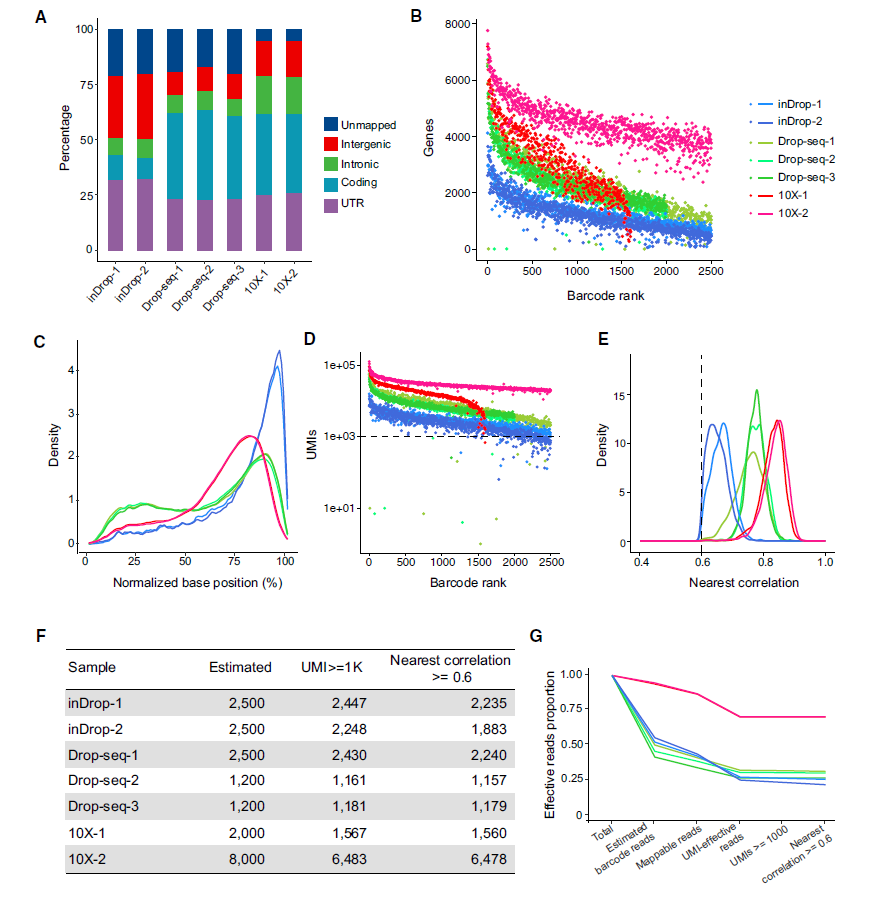 A
100
75
50
25
0
Percentage
inDrop-1
inDrop-2
Drop-seq-1
Drop-seq-2
Drop-seq-3
10X-1
10X-2
Unmapped
Intergenic
Intronic
Coding
UTR
B
8000
6000
4000
2000
0
Genes
0 500 1000 1500 2000 2500
Barcode rank
inDrop-1
inDrop-2
Drop-seq-1
Drop-seq-2
Drop-seq-3
10X-1
10X-2
C
4
3
2
1
0
Density
0 25 50 75 100
Normalized base position (%)
D
1e+05
1e+03
1e+01
UMIs
0 500 1000 1500 2000 2500
Barcode rank
E
15
10
5
0
Density
0.4 0.6 0.8 1.0
Nearest correlation
F
Sample Estimated UMI>=1K Nearest correlation
>= 0.6
inDrop-1 2,500 2,447 2,235
inDrop-2 2,500 2,248 1,883
Drop-seq-1 2,500 2,430 2,240
Drop-seq-2 1,200 1,161 1,157
Drop-seq-3 1,200 1,181 1,179
10X-1 2,000 1,567 1,560
10X-2 8,000 6,483 6,478
G
1.00
0.75
0.50
0.25
0
Effective reads proportion
Total
Estimated
barcode reads
Mappable reads
UMI-effective
reads
UMIs >= 1000
Nearest
correlation >= 0.6